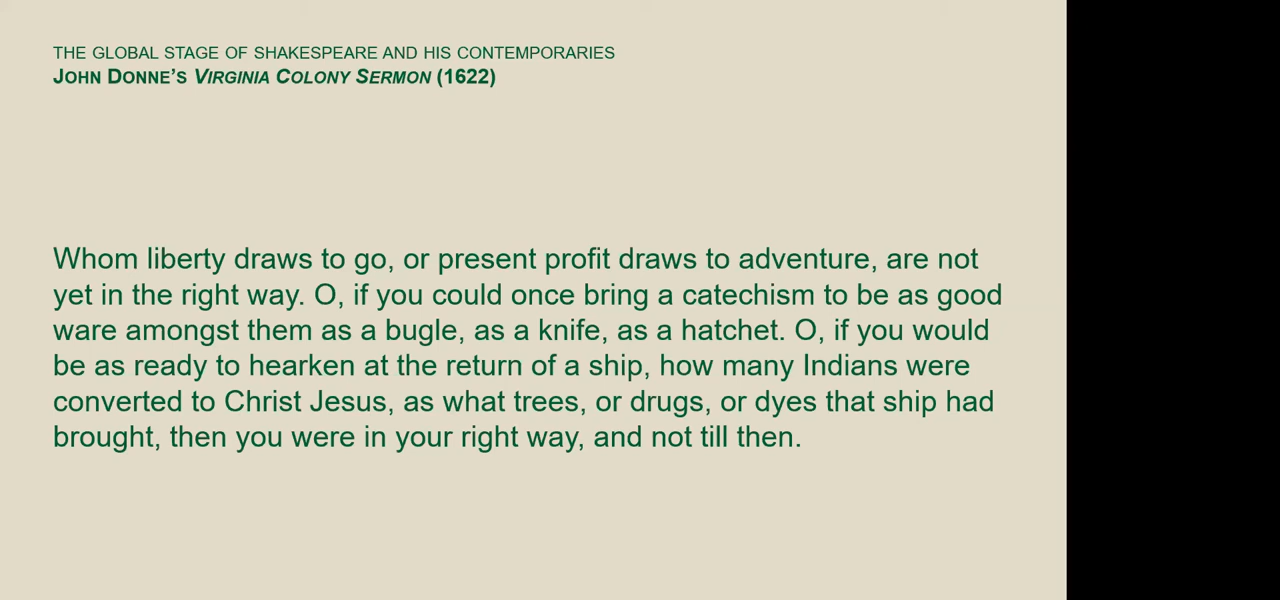 THE GLOBAL STAGE OF SHAKESPEARE AND HIS CONTEMPORARIES
JOHN DONNE’S VIRGINIA COLONY SERMON (1622)
Whom liberty draws to go, or present profit draws to adventure, are not
yet in the right way. O, if you could once bring a catechism to be as good
ware amongst them as a bugle, as a knife, as a hatchet. O, if you would
be as ready to hearken at the return of a ship, how many Indians were
converted to Christ Jesus, as what trees, or drugs, or dyes that ship had
brought, then you were in your right way, and not till then.